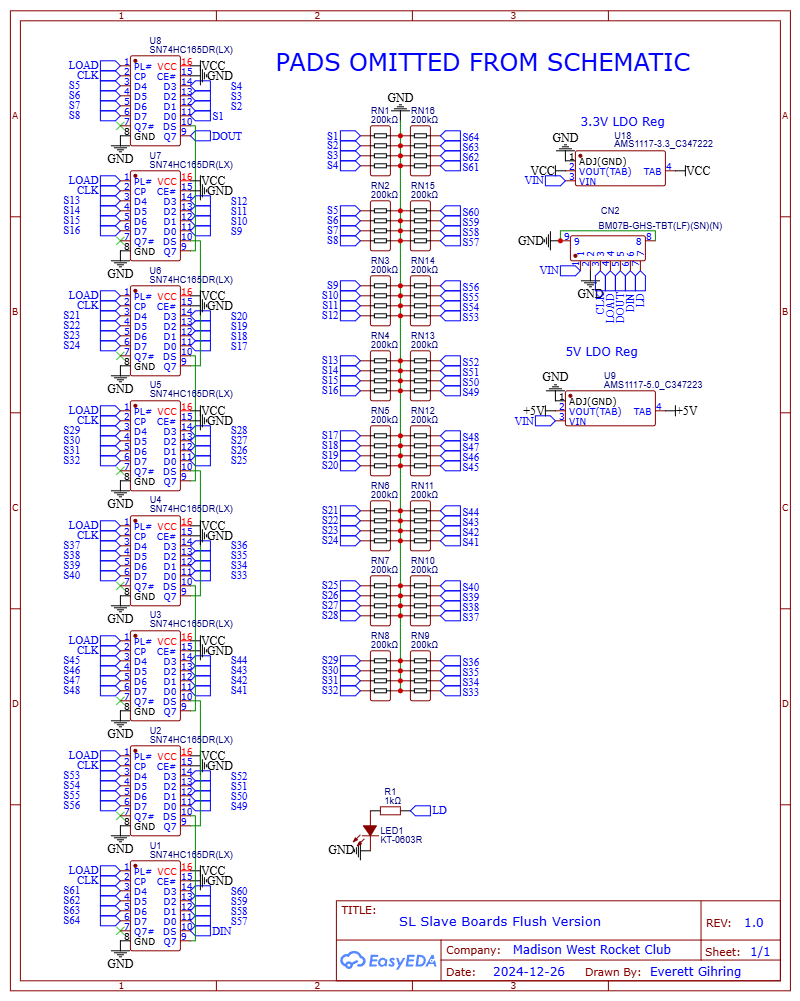 1 2 3
PADS OMITTED FROM SCHEMATIC
A
B
C
D
U8
SN74HC165DR(LX)
LOAD 1 PL# VCC 16 VCC
CLK 2 CP CE# 15 GND
S5 3 D4 D3 14 S4
S6 4 D5 D2 13 S3
S7 5 D6 D1 12 S2
S8 6 D7 D0 11 S1
7 Q7# DS 10 DOUT
8 GND Q7 9
GND
U7
SN74HC165DR(LX)
LOAD 1 PL# VCC 16 VCC
CLK 2 CP CE# 15 GND
S13 3 D4 D3 14 S12
S14 4 D5 D2 13 S11
S15 5 D6 D1 12 S10
S16 6 D7 D0 11 S9
7 Q7# DS 10
8 GND Q7 9
GND
U6
SN74HC165DR(LX)
LOAD 1 PL# VCC 16 VCC
CLK 2 CP CE# 15 GND
S21 3 D4 D3 14 S20
S22 4 D5 D2 13 S19
S23 5 D6 D1 12 S18
S24 6 D7 D0 11 S17
7 Q7# DS 10
8 GND Q7 9
GND
U5
SN74HC165DR(LX)
LOAD 1 PL# VCC 16 VCC
CLK 2 CP CE# 15 GND
S29 3 D4 D3 14 S28
S30 4 D5 D2 13 S27
S31 5 D6 D1 12 S26
S32 6 D7 D0 11 S25
7 Q7# DS 10
8 GND Q7 9
GND
U4
SN74HC165DR(LX)
LOAD 1 PL# VCC 16 VCC
CLK 2 CP CE# 15 GND
S37 3 D4 D3 14 S36
S38 4 D5 D2 13 S35
S39 5 D6 D1 12 S34
S40 6 D7 D0 11 S33
7 Q7# DS 10
8 GND Q7 9
GND
U3
SN74HC165DR(LX)
LOAD 1 PL# VCC 16 VCC
CLK 2 CP CE# 15 GND
S45 3 D4 D3 14 S44
S46 4 D5 D2 13 S43
S47 5 D6 D1 12 S42
S48 6 D7 D0 11 S41
7 Q7# DS 10
8 GND Q7 9
GND
U2
SN74HC165DR(LX)
LOAD 1 PL# VCC 16 VCC
CLK 2 CP CE# 15 GND
S53 3 D4 D3 14 S52
S54 4 D5 D2 13 S51
S55 5 D6 D1 12 S50
S56 6 D7 D0 11 S49
7 Q7# DS 10
8 GND Q7 9
GND
U1
SN74HC165DR(LX)
LOAD 1 PL# VCC 16 VCC
CLK 2 CP CE# 15 GND
S61 3 D4 D3 14 S60
S62 4 D5 D2 13 S59
S63 5 D6 D1 12 S58
S64 6 D7 D0 11 S57
7 Q7# DS 10 DIN
8 GND Q7 9
GND
GND
RN1 RN16
200kΩ 200kΩ
S1 S64
S2 S63
S3 S62
S4 S61
RN2 RN15
200kΩ 200kΩ
S5 S60
S6 S59
S7 S58
S8 S57
RN3 RN14
200kΩ 200kΩ
S9 S56
S10 S55
S11 S54
S12 S53
RN4 RN13
200kΩ 200kΩ
S13 S52
S14 S51
S15 S50
S16 S49
RN5 RN12
200kΩ 200kΩ
S17 S48
S18 S47
S19 S46
S20 S45
RN6 RN11
200kΩ 200kΩ
S21 S44
S22 S43
S23 S42
S24 S41
RN7 RN10
200kΩ 200kΩ
S25 S40
S26 S39
S27 S38
S28 S37
RN8 RN9
200kΩ 200kΩ
S29 S36
S30 S35
S31 S34
S32 S33
3.3V LDO Reg
U18
AMS1117-3.3_C347222
GND
1 ADJ(GND)
VCC 2 VOUT(TAB) TAB 4 VCC
VIN 3 VIN
CN2
BM07B-GHS-TBT(LF)(SN)(N)
GND 9 9 8 8
1 2 3 4 5 6 7
1 2 3 4 5 6 7
VIN
GND
CLK
LOAD
DOUT
DIN
LD
5V LDO Reg
U9
AMS1117-5.0_C347223
GND
1 ADJ(GND)
+5V 2 VOUT(TAB) TAB 4 +5V
VIN 3 VIN
R1
1kΩ
LD
LED1
KT-0603R
GND
TITLE:
SL Slave Boards Flush Version
REV: 1.0
EasyEDA
Company: Madison West Rocket Club
Sheet: 1/1
Date: 2024-12-26 Drawn By: Everett Gihring
A
B
C
D
1 2 3